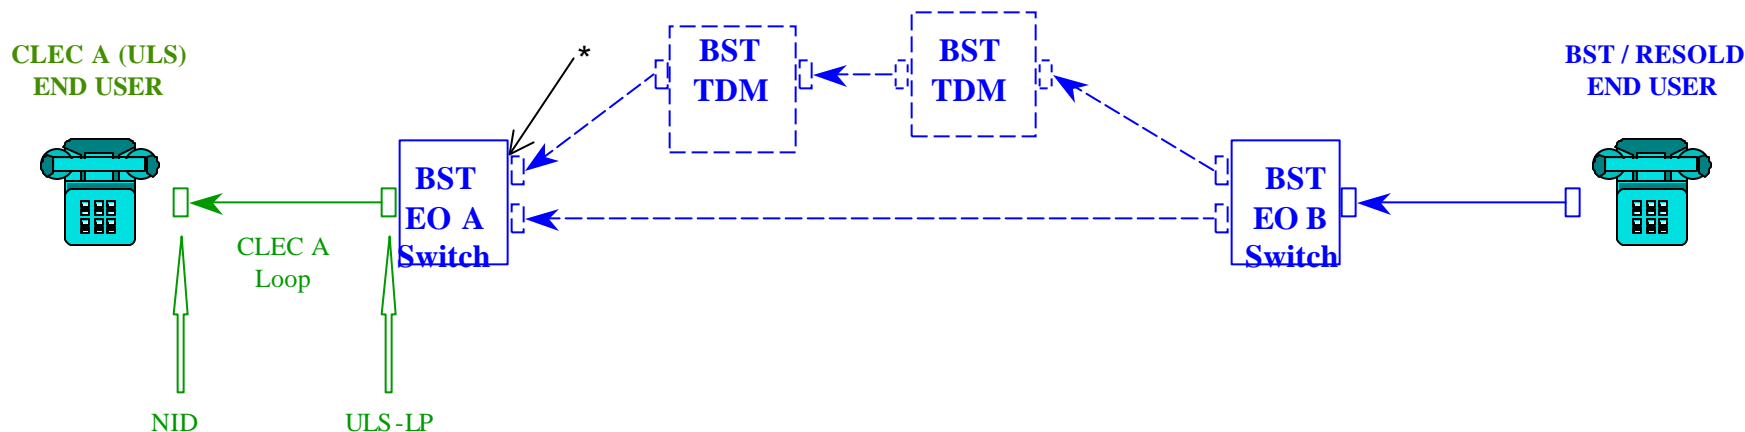 CLEC A (ULS)
END USER
*
BST
TDM
BST
TDM
BST / RESOLD
END USER
BST
EO A
Switch
BST
EO B
Switch
CLEC A
Loop
NID
ULS-LP